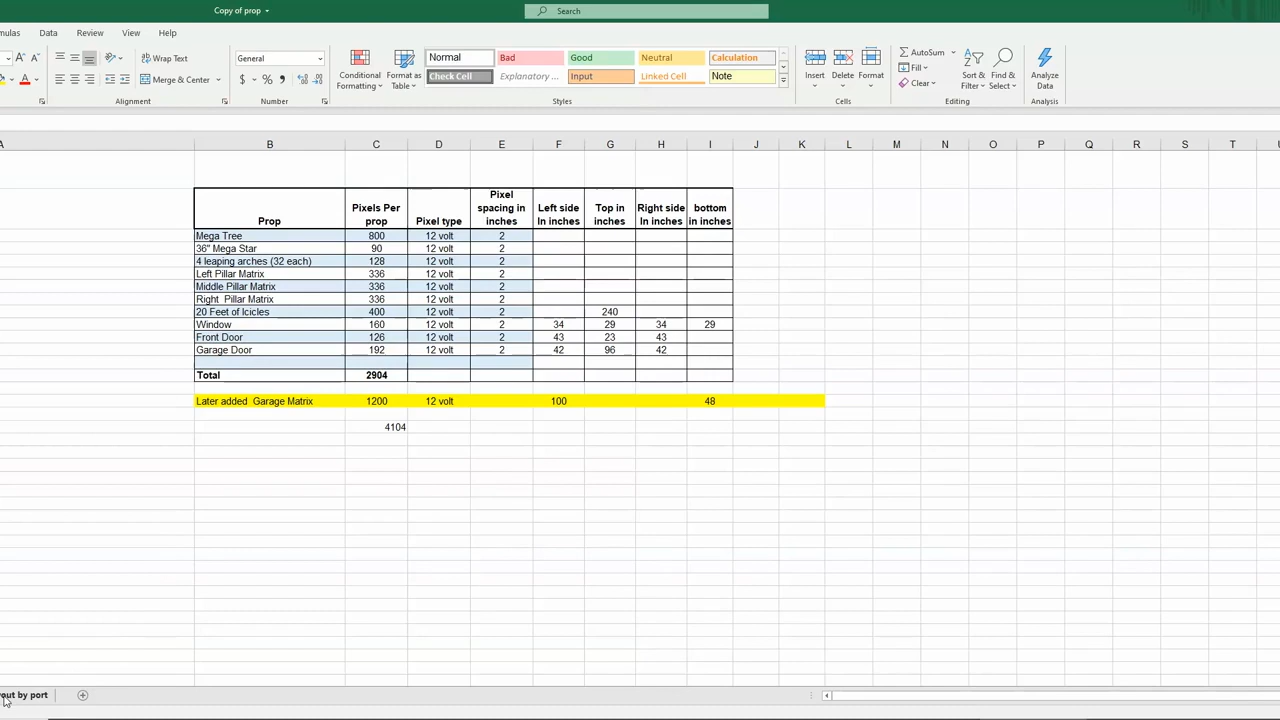 Copy of prop
Search
mulas Data Review View Help
Wrap Text General Normal Bad Good Neutral Calculation AutoSum
Merge & Center $ % Conditional Formatting Format as Table Check Cell Explanatory ... Input Linked Cell Note Insert Delete Format Fill Clear Sort & Filter Find & Select Analyze Data
Alignment Number Styles Cells Editing Analysis
A B C D E F G H I J K L M N O P Q R S T U
Prop Pixels Per prop Pixel type Pixel spacing in inches Left side In inches Top in inches Right side In inches bottom in inches
Mega Tree 800 12 volt 2
36" Mega Star 90 12 volt 2
4 leaping arches (32 each) 128 12 volt 2
Left Pillar Matrix 336 12 volt 2
Middle Pillar Matrix 336 12 volt 2
Right Pillar Matrix 336 12 volt 2
20 Feet of Icicles 400 12 volt 2 240
Window 160 12 volt 2 34 29 34 29
Front Door 126 12 volt 2 43 23 43
Garage Door 192 12 volt 2 42 96 42
Total 2904
Later added Garage Matrix 1200 12 volt 100 48
4104
out by port